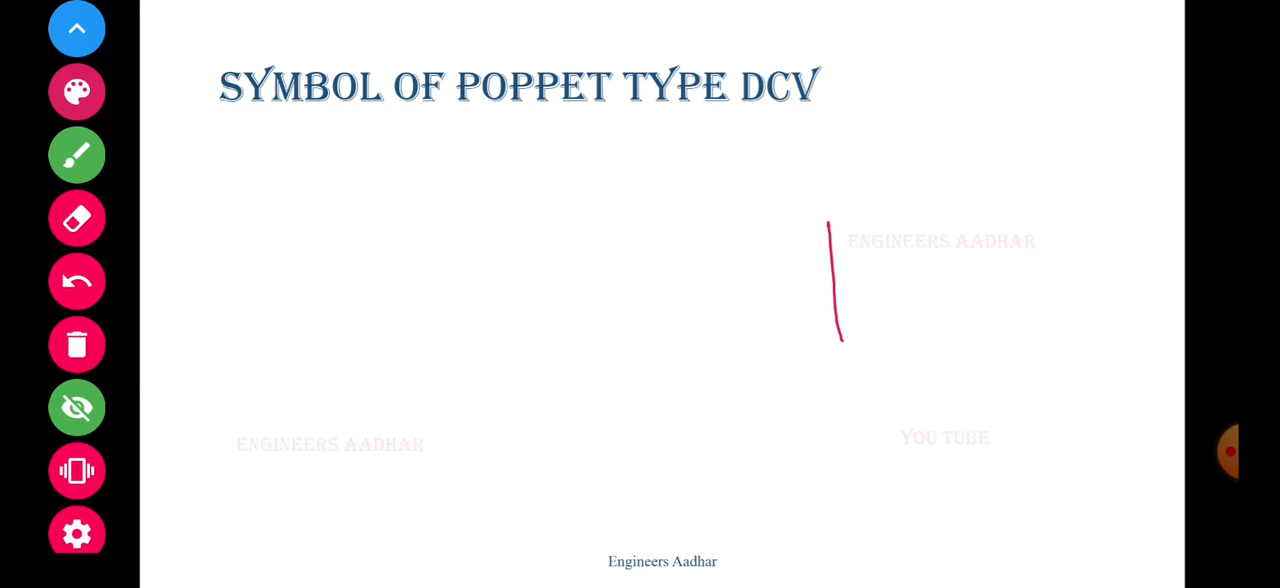 SYMBOL OF POPPET TYPE DCV
ENGINEERS AADHAR
ENGINEERS AADHAR
YOU TUBE
Engineers Aadhar